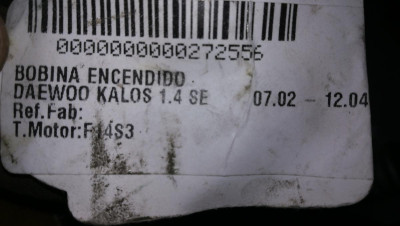 0000000000272556
BOBINA ENCENDIDO
DAEWOO KALOS 1.4 SE 07.02 - 12.04
Ref.Fab:
T.Motor:F14S3